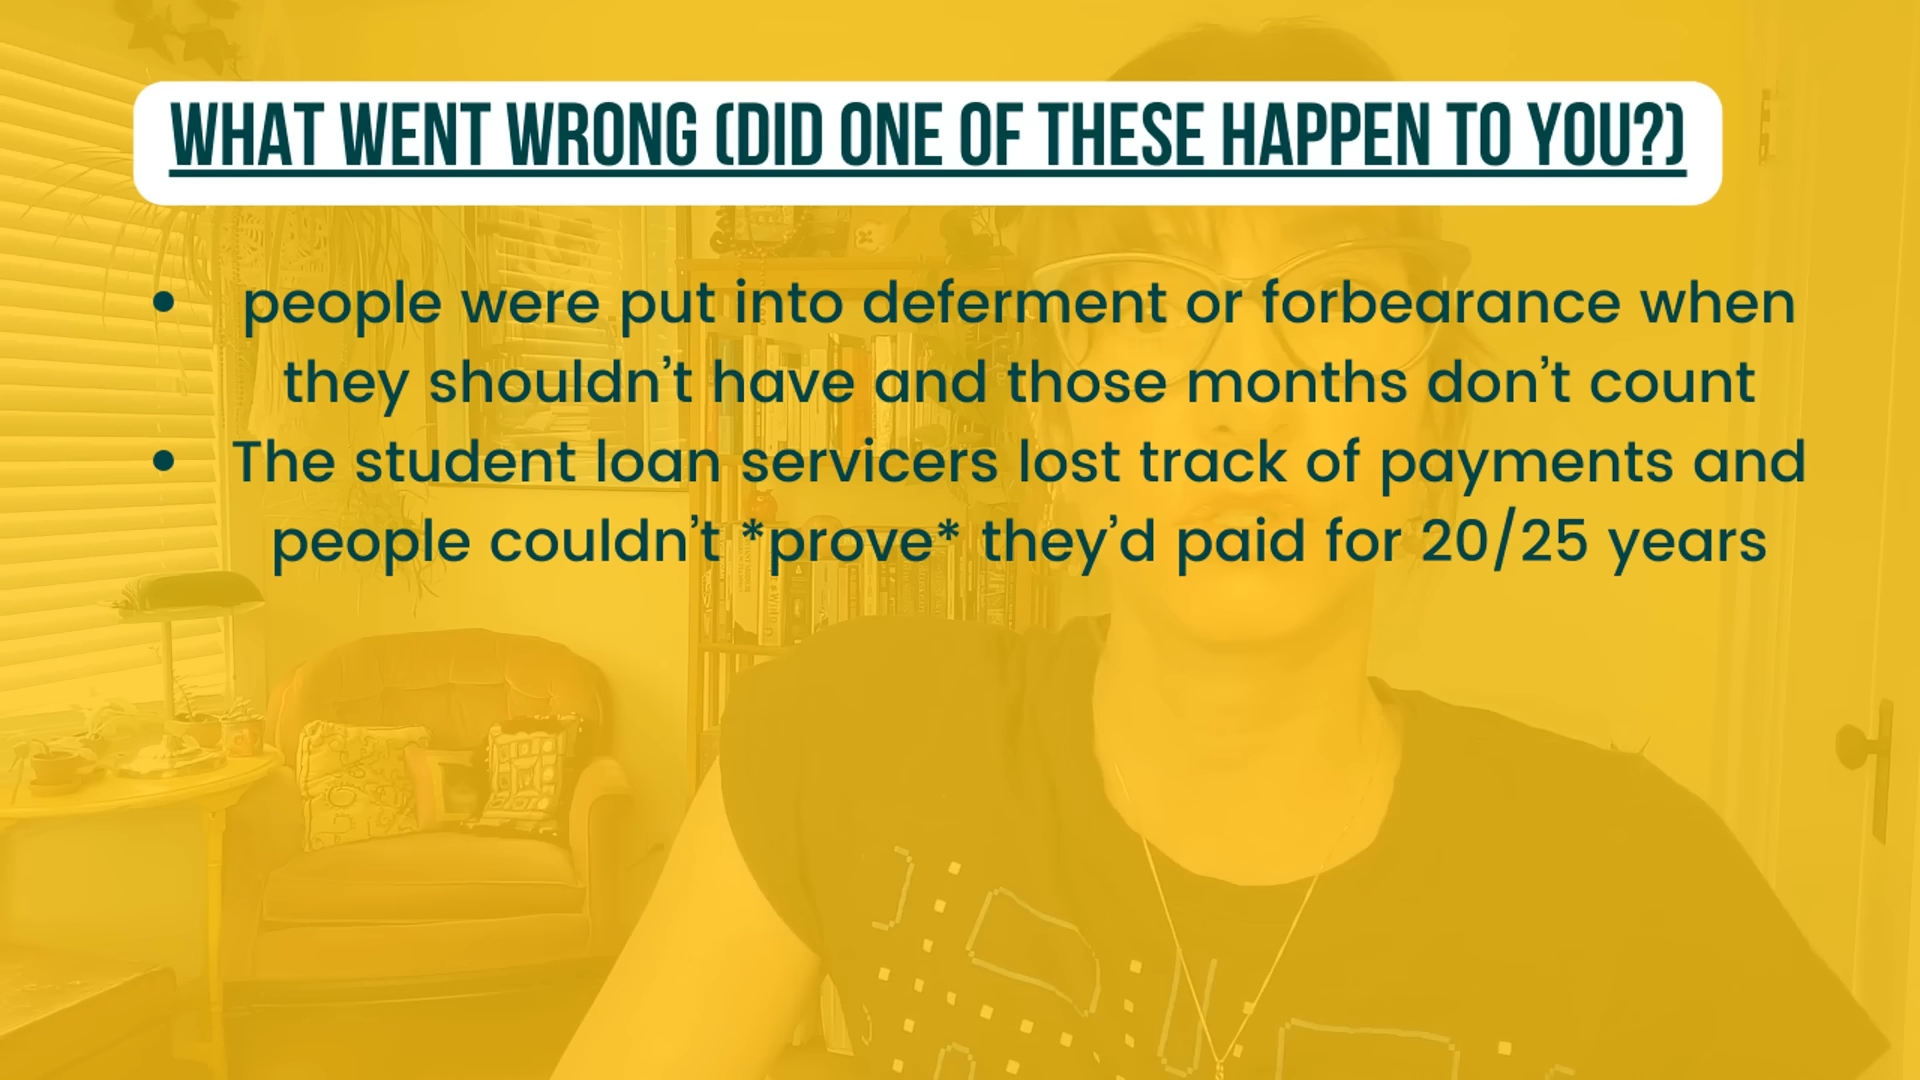 WHAT WENT WRONG (DID ONE OF THESE HAPPEN TO YOU?)
• people were put into deferment or forbearance when
they shouldn't have and those months don't count
• The student loan servicers lost track of payments and
people couldn't *prove* they'd paid for 20/25 years